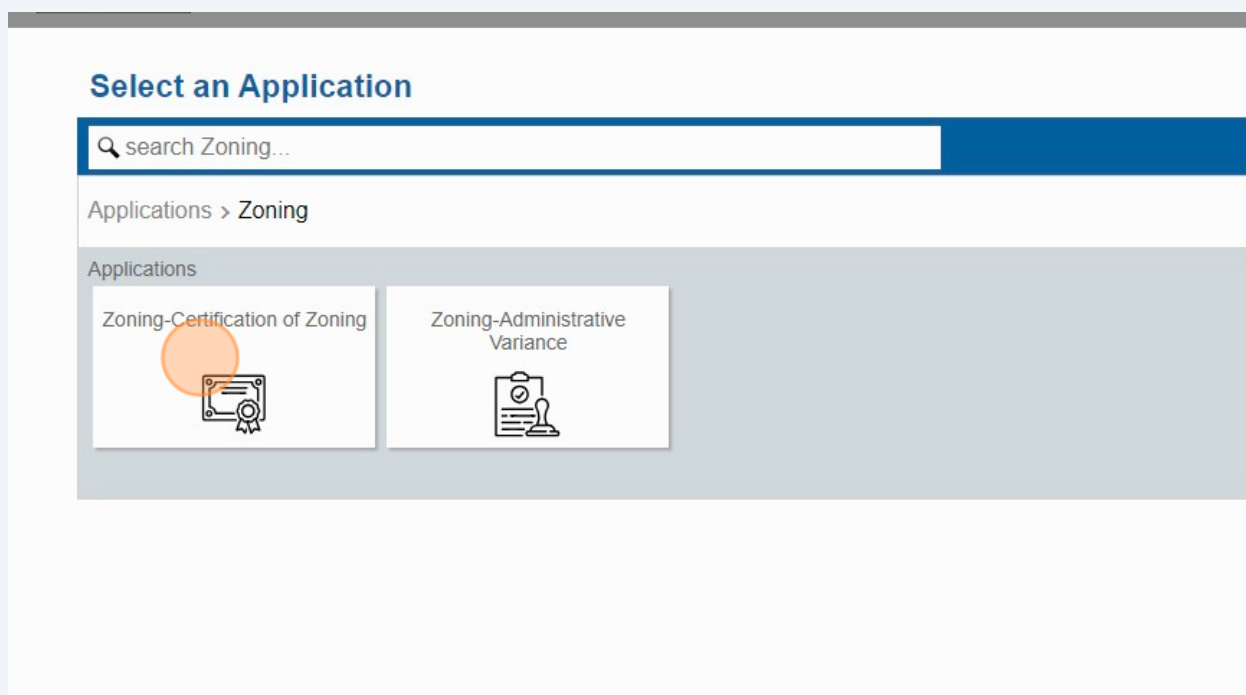 Select an Application
search Zoning...
Applications > Zoning
Applications
Zoning-Certification of Zoning
Zoning-Administrative
Variance